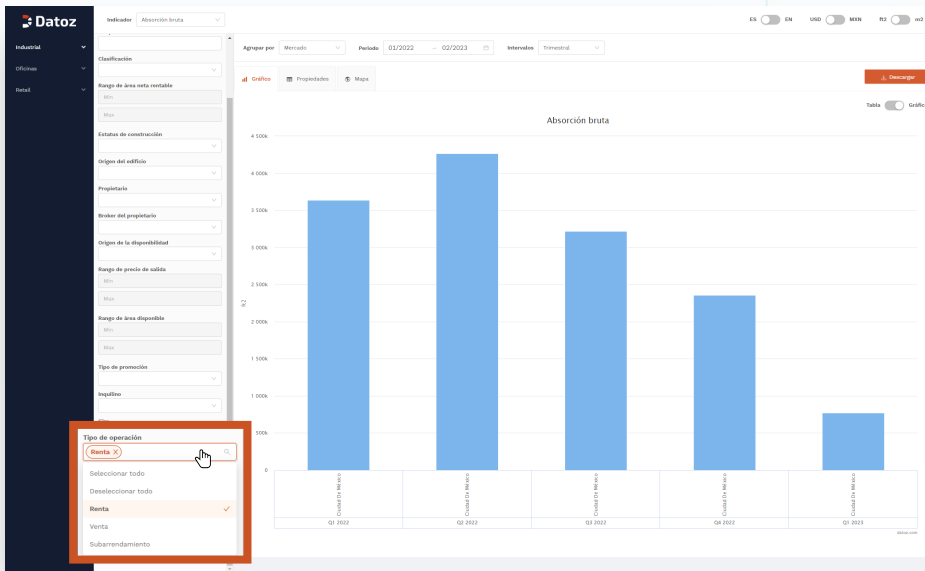 Datoz
Indicador
Absorción bruta
ES
EN
USD
MXN
ft2
m2
Industrial
Oficinas
Retail
Clasificación
Rango de área neta rentable
Min
Max
Estatus de construcción
Origen del edificio
Propietario
Broker del propietario
Origen de la disponibilidad
Rango de precio de salida
Min
Max
Rango de área disponible
Min
Max
Tipo de promoción
Inquilino
Tipo de operación
Renta X
Seleccionar todo
Deseleccionar todo
Renta
Venta
Subarrendamiento
Agrupar por
Mercado
Periodo
01/2022
~
02/2023
Intervalos
Trimestral
Gráfico
Propiedades
Mapa
Descargar
Tabla
Gráfic
Absorción bruta
4 500k
4 000k
3 500k
3 000k
2 500k
2 000k
1 500k
1 000k
500k
0
ft2
Ciudad De México
Ciudad De México
Ciudad De México
Ciudad De México
Ciudad De México
Q1 2022
Q2 2022
Q3 2022
Q4 2022
Q1 2023
datoz.com